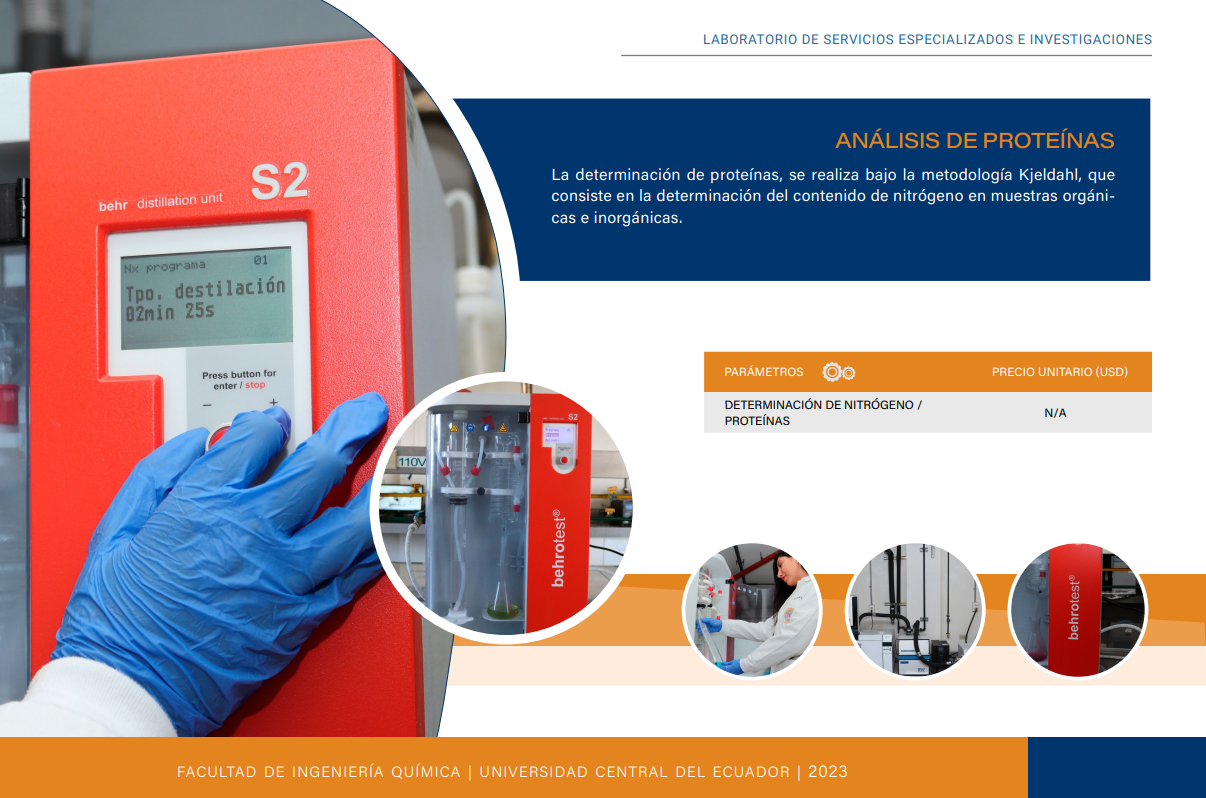 LABORATORIO DE SERVICIOS ESPECIALIZADOS E INVESTIGACIONES
ANÁLISIS DE PROTEÍNAS
La determinación de proteínas, se realiza bajo la metodología Kjeldahl, que
consiste en la determinación del contenido de nitrógeno en muestras orgáni-
cas e inorgánicas.
S2
behr distillation unit
Nx programa 01
Tpo. destilación
02min 25s
Press button for
enter / stop
– +
PARÁMETROS PRECIO UNITARIO (USD)
DETERMINACIÓN DE NITRÓGENO / N/A
PROTEÍNAS
S2
110V
behrotest®
behrotest®
FACULTAD DE INGENIERÍA QUÍMICA | UNIVERSIDAD CENTRAL DEL ECUADOR | 2023